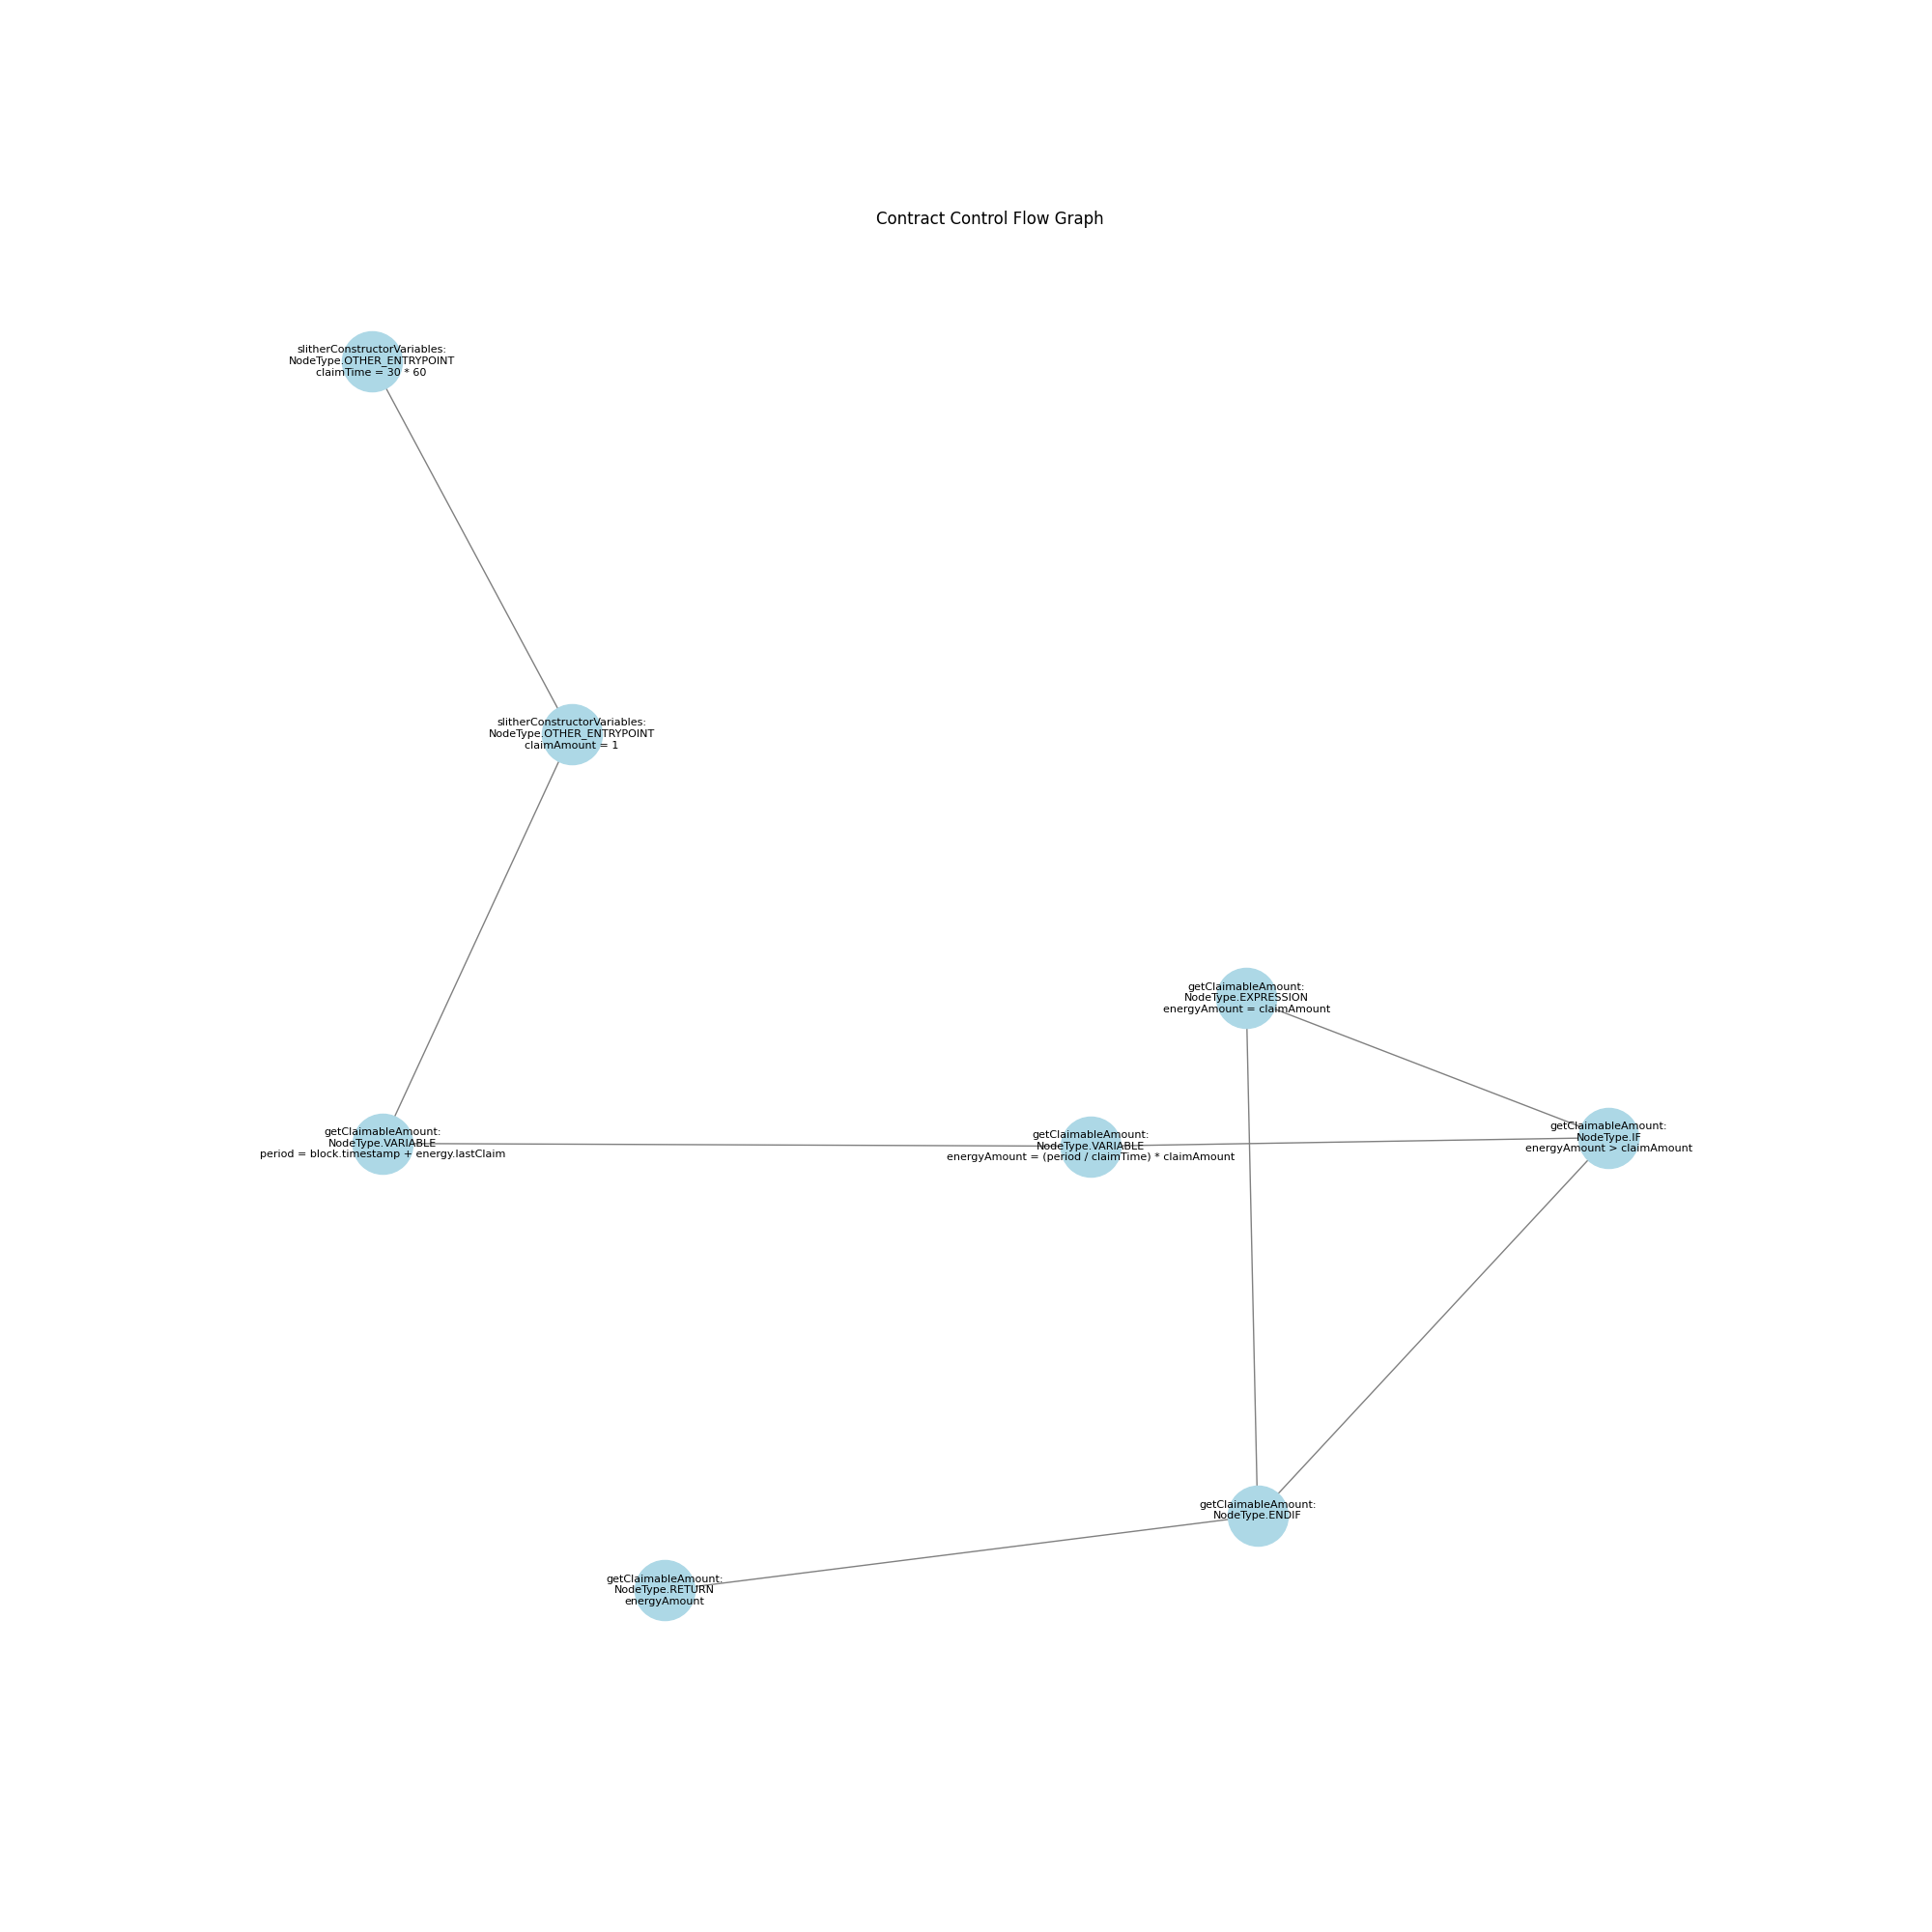 Contract Control Flow Graph
slitherConstructorVariables:
NodeType.OTHER_ENTRYPOINT
claimTime = 30 * 60
slitherConstructorVariables:
NodeType.OTHER_ENTRYPOINT
claimAmount = 1
getClaimableAmount:
NodeType.EXPRESSION
energyAmount = claimAmount
getClaimableAmount:
NodeType.VARIABLE
period = block.timestamp + energy.lastClaim
getClaimableAmount:
NodeType.VARIABLE
energyAmount = (period / claimTime) * claimAmount
getClaimableAmount:
NodeType.IF
energyAmount > claimAmount
getClaimableAmount:
NodeType.ENDIF
getClaimableAmount:
NodeType.RETURN
energyAmount